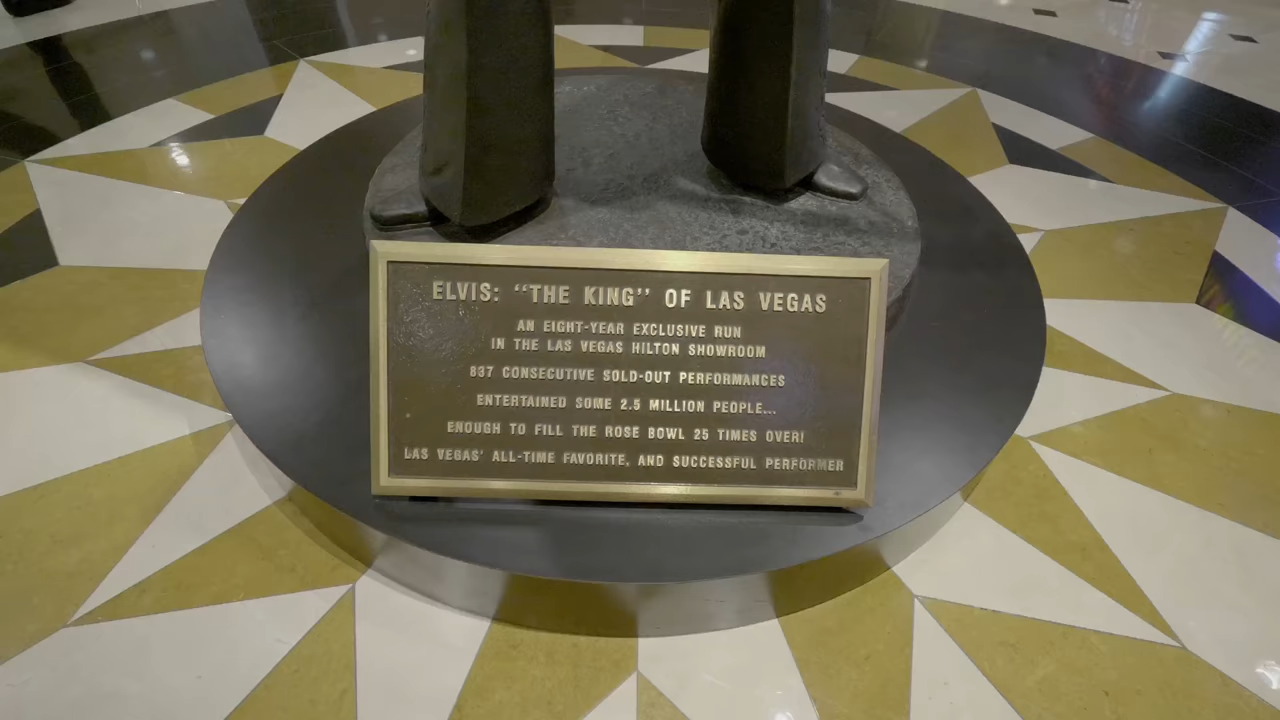 ELVIS: "THE KING" OF LAS VEGAS
AN EIGHT-YEAR EXCLUSIVE RUN
IN THE LAS VEGAS HILTON SHOWROOM
837 CONSECUTIVE SOLD-OUT PERFORMANCES
ENTERTAINED SOME 2.5 MILLION PEOPLE...
ENOUGH TO FILL THE ROSE BOWL 25 TIMES OVER!
LAS VEGAS' ALL-TIME FAVORITE, AND SUCCESSFUL PERFORMER